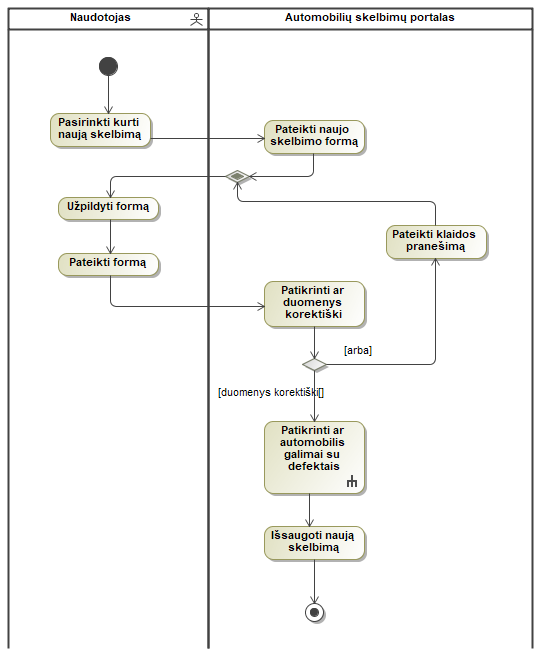 Naudotojas
Automobilių skelbimų portalas
Pasirinkti kurti
naują skelbimą
Pateikti naujo
skelbimo formą
Užpildyti formą
Pateikti klaidos
pranešimą
Pateikti formą
Patikrinti ar
duomenys
korektiški
[arba]
[duomenys korektiški[]
Patikrinti ar
automobilis
galimai su
defektais
Išsaugoti naują
skelbimą